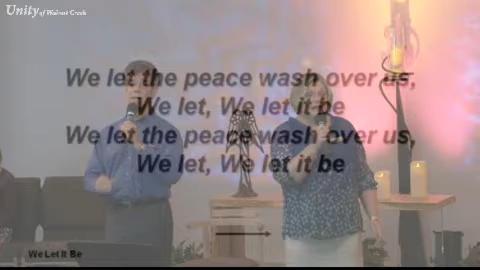 Unity of Walnut Creek
We let the peace wash over us,
We let, We let it be
We let the peace wash over us,
We let, We let it be
We Let It Be